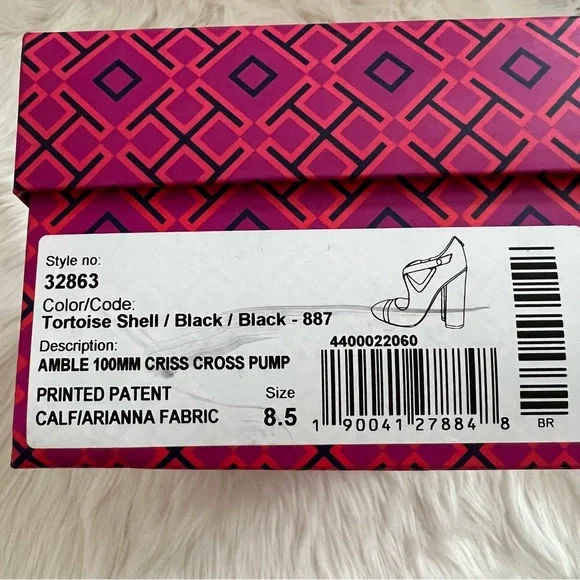 Style no:
32863
Color/Code:
Tortoise Shell / Black / Black - 887
Description:
AMBLE 100MM CRISS CROSS PUMP
PRINTED PATENT
CALF/ARIANNA FABRIC
Size
8.5
4400022060
1 90041 27884 8
BR